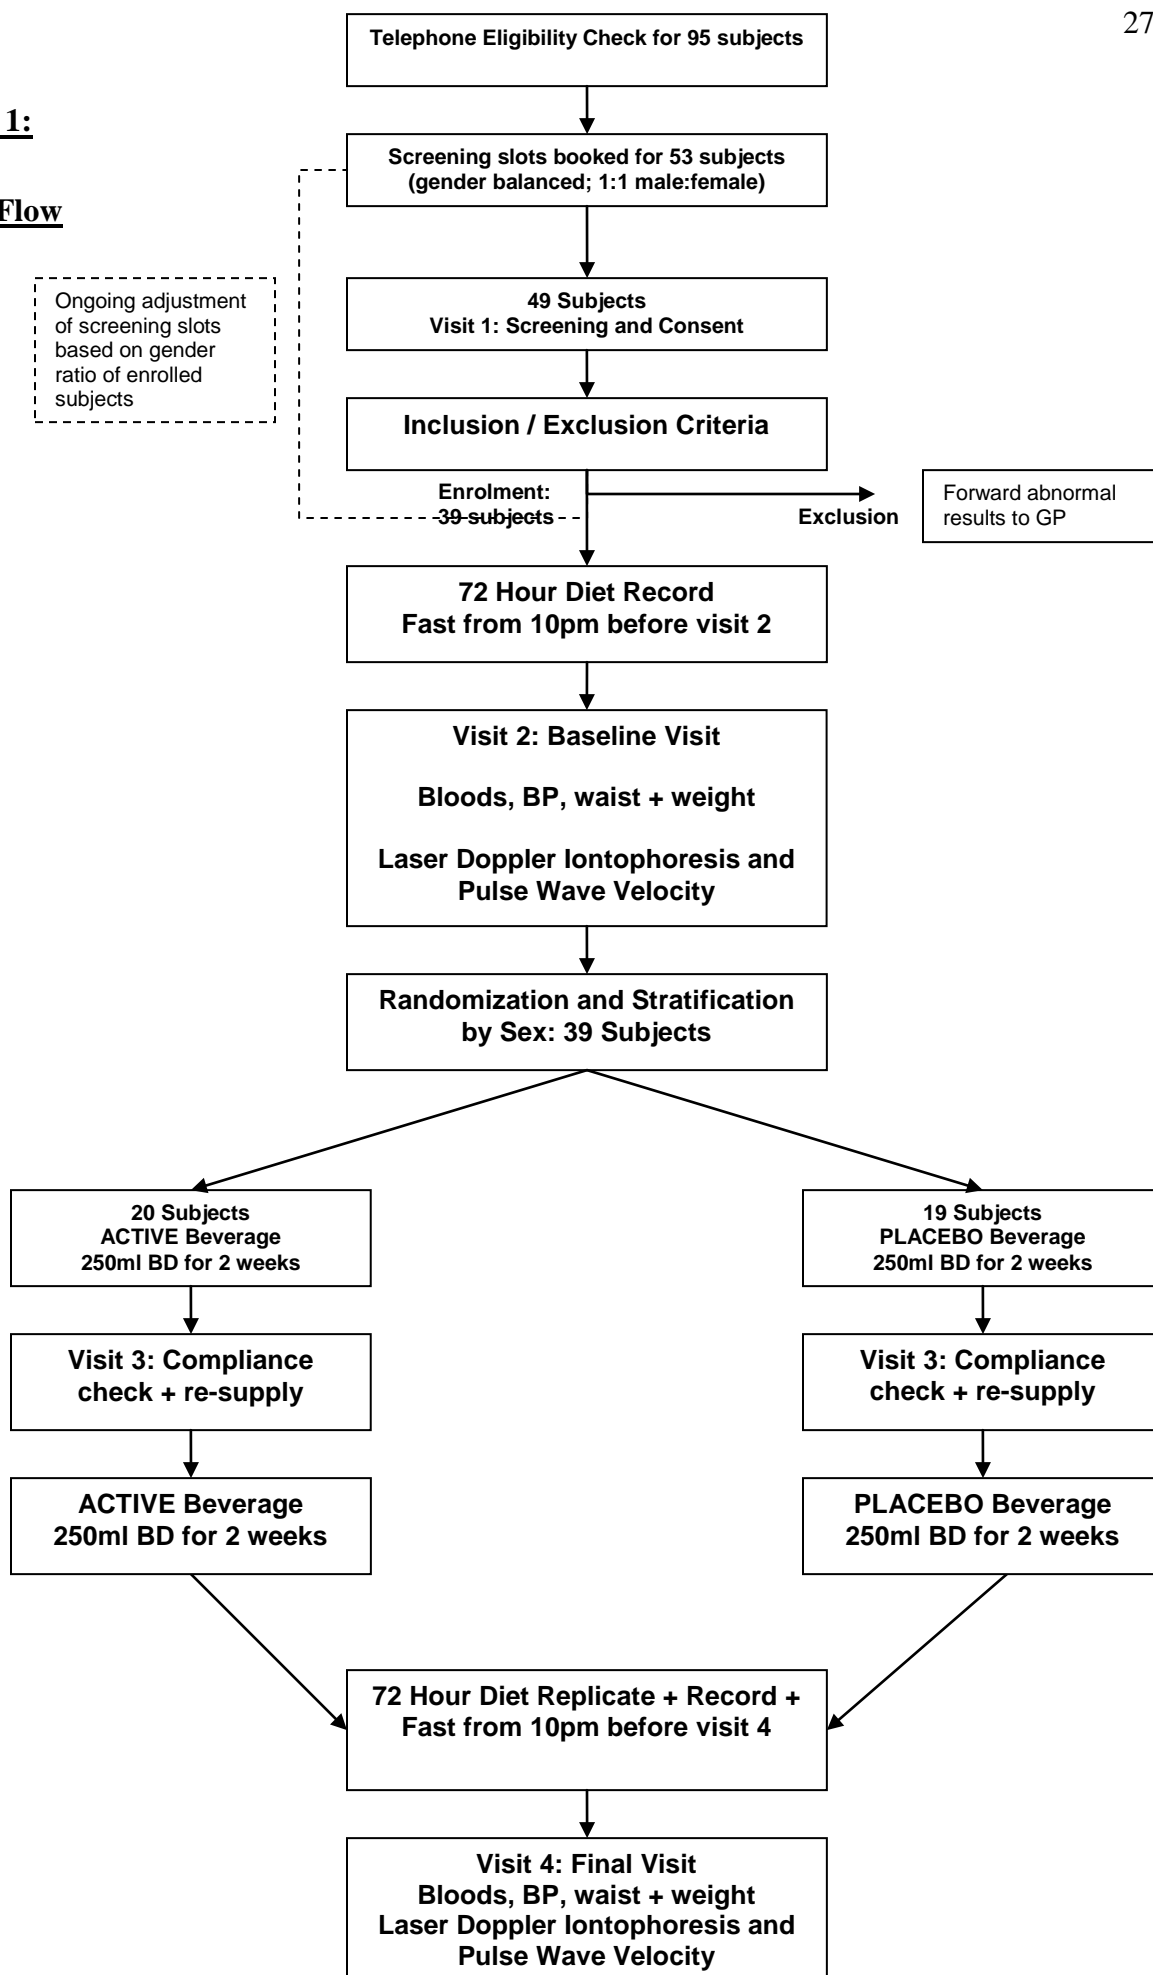 27
Telephone Eligibility Check for 95 subjects
1:
Screening slots booked for 53 subjects
(gender balanced; 1:1 male:female)
Flow
Ongoing adjustment
of screening slots
based on gender
ratio of enrolled
subjects
49 Subjects
Visit 1: Screening and Consent
Inclusion / Exclusion Criteria
Enrolment:
39 subjects
Exclusion
Forward abnormal
results to GP
72 Hour Diet Record
Fast from 10pm before visit 2
Visit 2: Baseline Visit
Bloods, BP, waist + weight
Laser Doppler Iontophoresis and
Pulse Wave Velocity
Randomization and Stratification
by Sex: 39 Subjects
20 Subjects
ACTIVE Beverage
250ml BD for 2 weeks
19 Subjects
PLACEBO Beverage
250ml BD for 2 weeks
Visit 3: Compliance
check + re-supply
Visit 3: Compliance
check + re-supply
ACTIVE Beverage
250ml BD for 2 weeks
PLACEBO Beverage
250ml BD for 2 weeks
72 Hour Diet Replicate + Record +
Fast from 10pm before visit 4
Visit 4: Final Visit
Bloods, BP, waist + weight
Laser Doppler Iontophoresis and
Pulse Wave Velocity